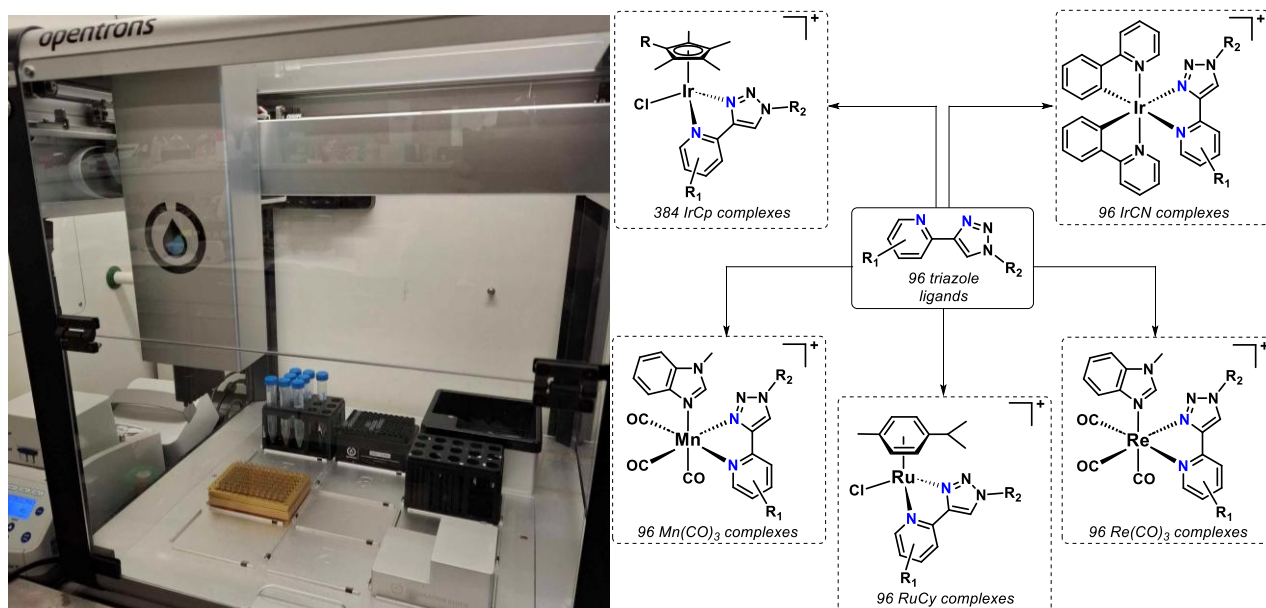 opentrons
R
Cl
Ir
N
N
N
N
R2
R1
+
384 IrCp complexes
N
N
Ir
N
N
N
N
R2
R1
+
96 IrCN complexes
N
R1
N
N
N
R2
96 triazole
ligands
N
N
OC
OC
CO
Mn
N
N
N
N
R2
R1
+
96 Mn(CO)3 complexes
Cl
Ru
N
N
N
N
R2
R1
+
96 RuCy complexes
N
N
OC
OC
CO
Re
N
N
N
N
R2
R1
+
96 Re(CO)3 complexes